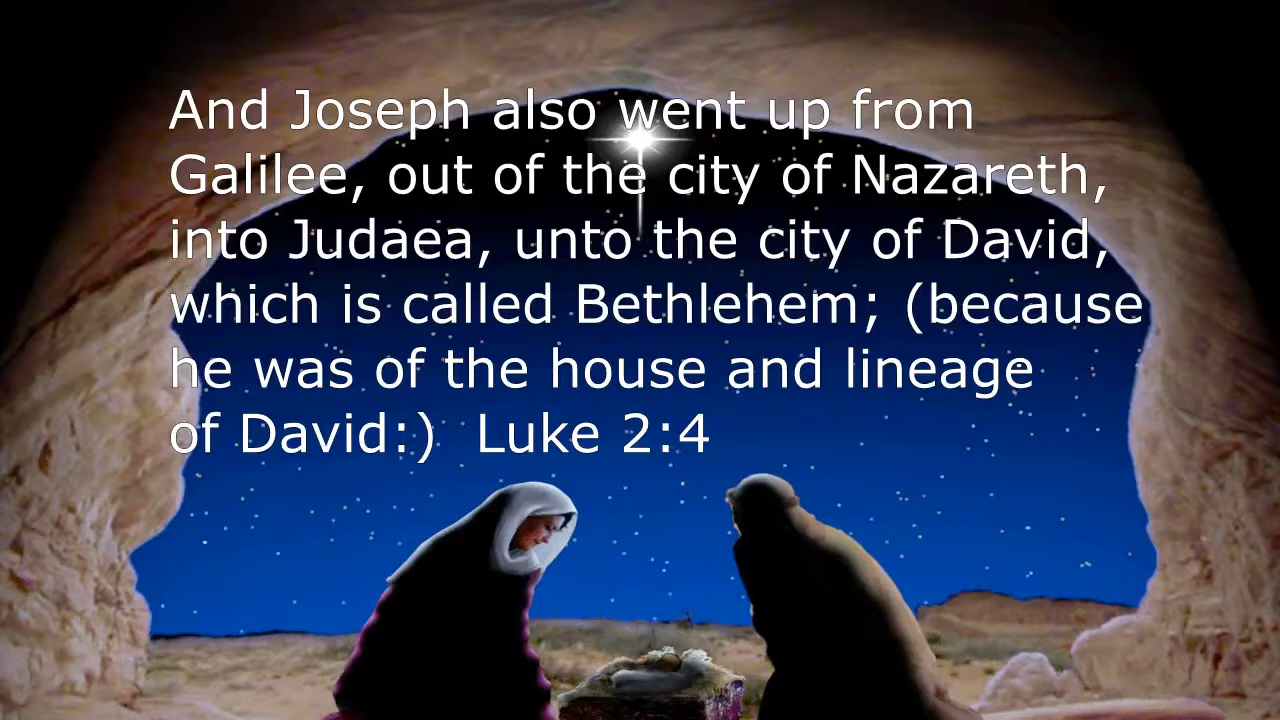 And Joseph also went up from
Galilee, out of the city of Nazareth,
into Judaea, unto the city of David,
which is called Bethlehem; (because
he was of the house and lineage
of David:)  Luke 2:4